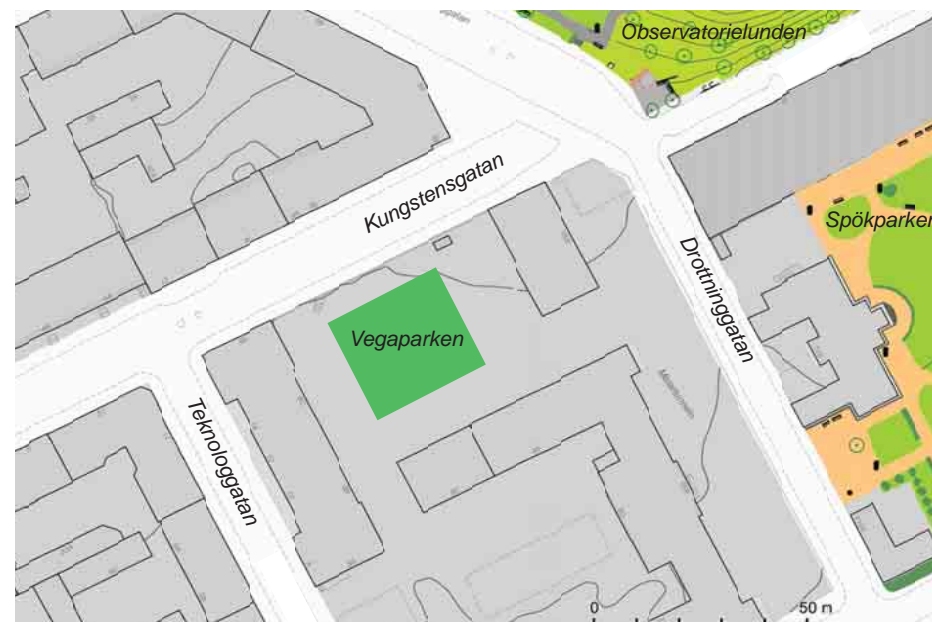 Observatorielunden
Kungstensgatan
Spökparken
Drottninggatan
Vegaparken
Teknologgatan
0
50 m